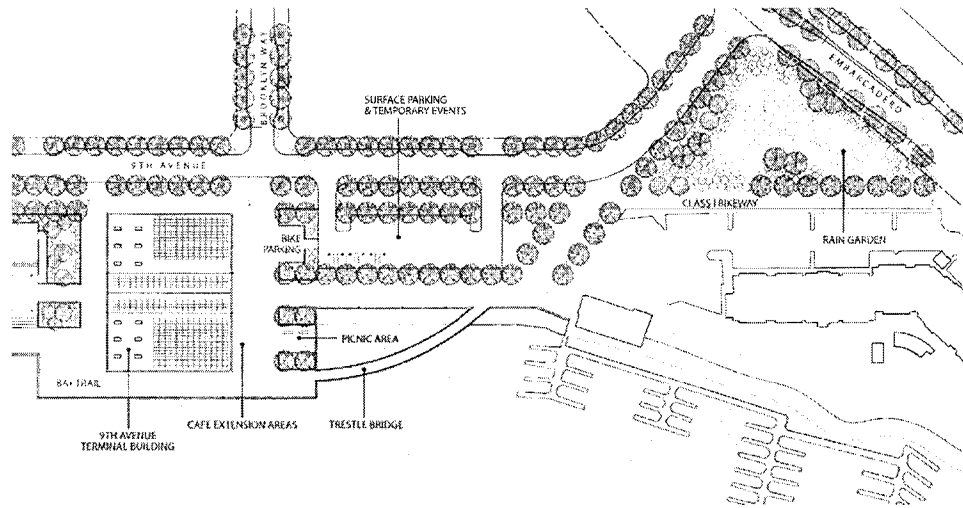 BROOKLYN WAY
EMBARCADERO
SURFACE PARKING
& TEMPORARY EVENTS
9TH AVENUE
CLASS I BIKEWAY
BIKE
PARKING
RAIN GARDEN
PICNIC AREA
BAY TRAIL
CAFE EXTENSION AREAS
TRESTLE BRIDGE
9TH AVENUE
TERMINAL BUILDING